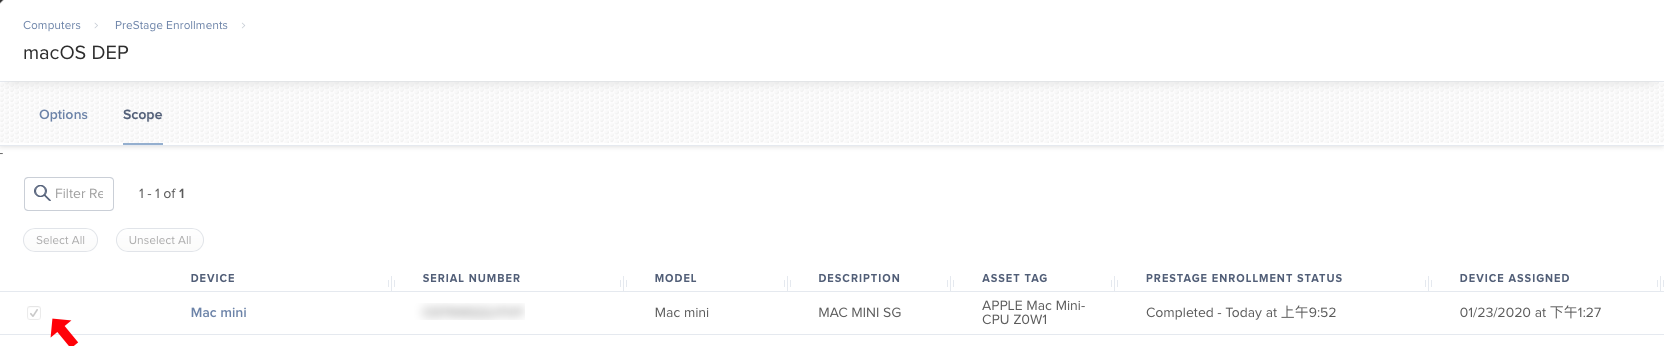 Computers > PreStage Enrollments >
macOS DEP
Options Scope
Filter Re 1 - 1 of 1
Select All Unselect All
DEVICE SERIAL NUMBER MODEL DESCRIPTION ASSET TAG PRESTAGE ENROLLMENT STATUS DEVICE ASSIGNED
Mac mini Mac mini MAC MINI SG APPLE Mac Mini- Completed - Today at 上午9:52 01/23/2020 at 下午1:27
CPU Z0W1